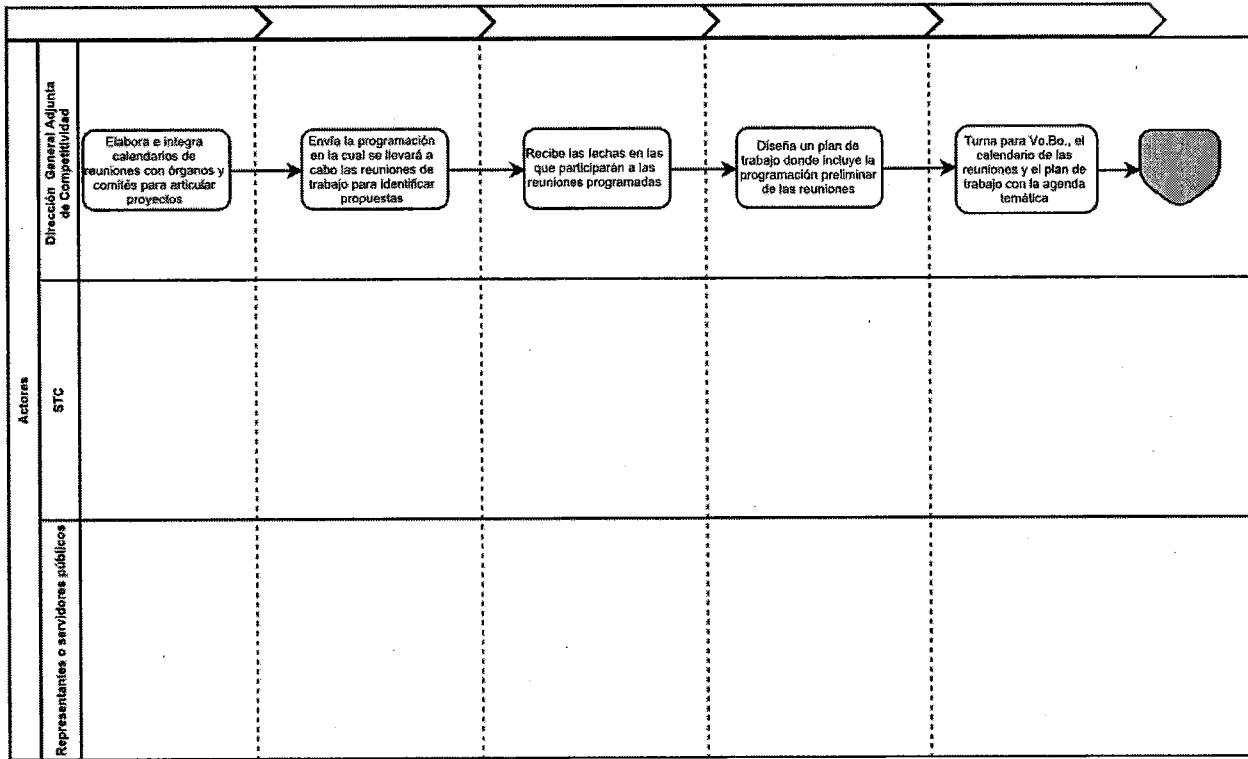 Actores
Dirección General Adjunta
de Competitividad
Elabora e integra
calendarios de
reuniones con órganos y
comités para articular
proyectos
Envía la programación
en la cual se llevará a
cabo las reuniones de
trabajo para identificar
propuestas
Recibe las lechas en las
que participarán a las
reuniones programadas
Diseña un plan de
trabajo donde incluye la
programación preliminar
de las reuniones
Turna para Vo.Bo., el
calendario de las
reuniones y el plan de
trabajo con la agenda
temática
STC
Representantes o servidores públicos